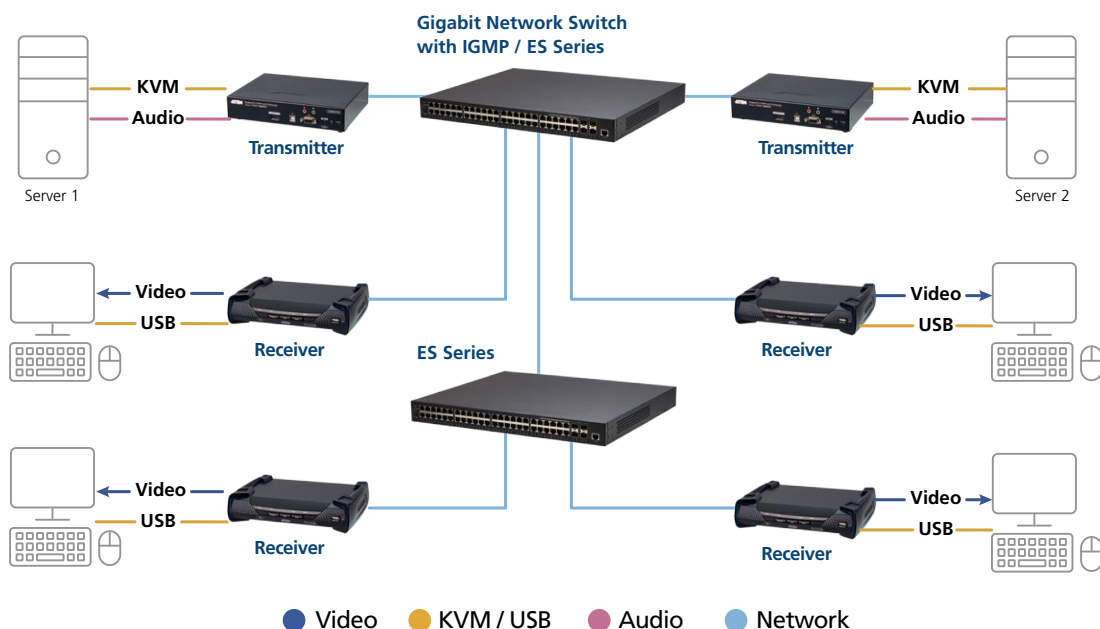 Gigabit Network Switch
with IGMP / ES Series
KVM
Audio
Transmitter
Server 1
KVM
Audio
Transmitter
Server 2
Video
USB
Receiver
Video
USB
Receiver
ES Series
Video
USB
Receiver
Video
USB
Receiver
Video
KVM / USB
Audio
Network